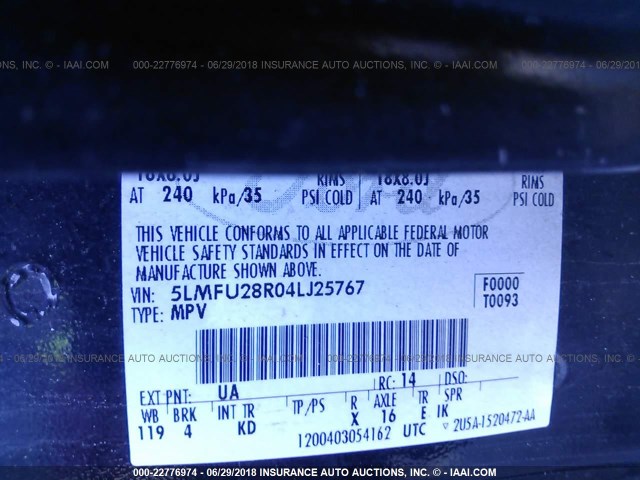 000-22776974 - 06/29/2018 INSURANCE AUTO AUCTIONS, INC. © - IAAI.COM
16X8.0J RIMS 18X8.0J RIMS
AT 240 kPa/35 PSI COLD AT 240 kPa/35 PSI COLD
THIS VEHICLE CONFORMS TO ALL APPLICABLE FEDERAL MOTOR
VEHICLE SAFETY STANDARDS IN EFFECT ON THE DATE OF
MANUFACTURE SHOWN ABOVE.
VIN: 5LMFU28R04LJ25767 F0000
TYPE: MPV T0093
000-22776974 - 06/29/2018 INSURANCE AUTO AUCTIONS, INC. © - IAAI.COM
EXT PNT: UA RC: 14 DSO:
WB BRK INT TR TP/PS R AXLE TR SPR
119 4 KD X 16 E IK
1200403054162 UTC ▽ 2U5A-1520472-AA
000-22776974 - 06/29/2018 INSURANCE AUTO AUCTIONS, INC. © - IAAI.COM